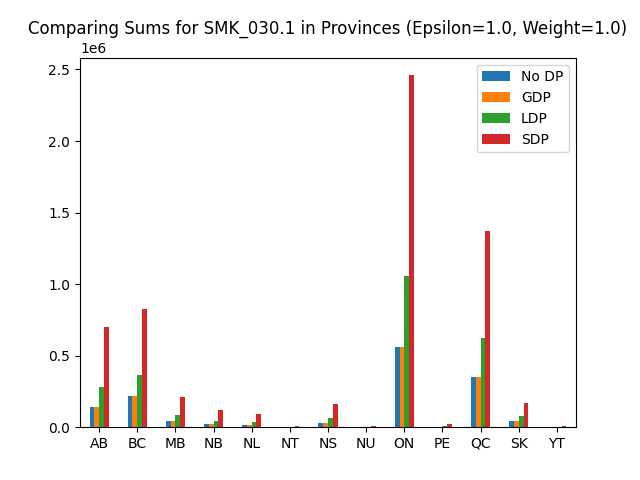 Comparing Sums for SMK_030.1 in Provinces (Epsilon=1.0, Weight=1.0)
1e6
2.5
2.0
1.5
1.0
0.5
0.0
No DP
GDP
LDP
SDP
AB BC MB NB NL NT NS NU ON PE QC SK YT